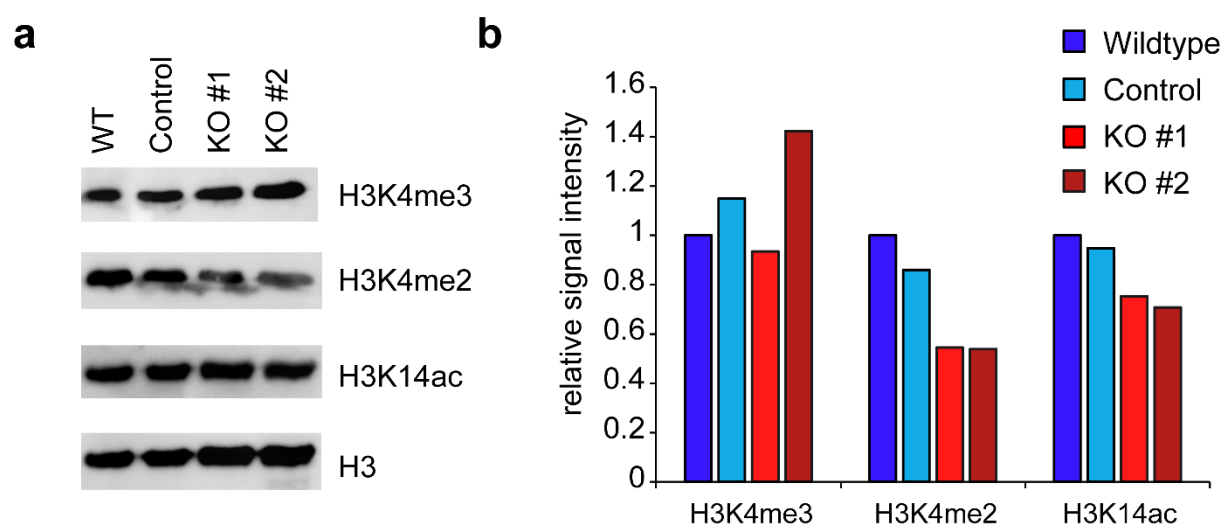 a
WT
Control
KO #1
KO #2
H3K4me3
H3K4me2
H3K14ac
H3
b
Wildtype
Control
KO #1
KO #2
relative signal intensity
1.6
1.4
1.2
1
0.8
0.6
0.4
0.2
0
H3K4me3
H3K4me2
H3K14ac